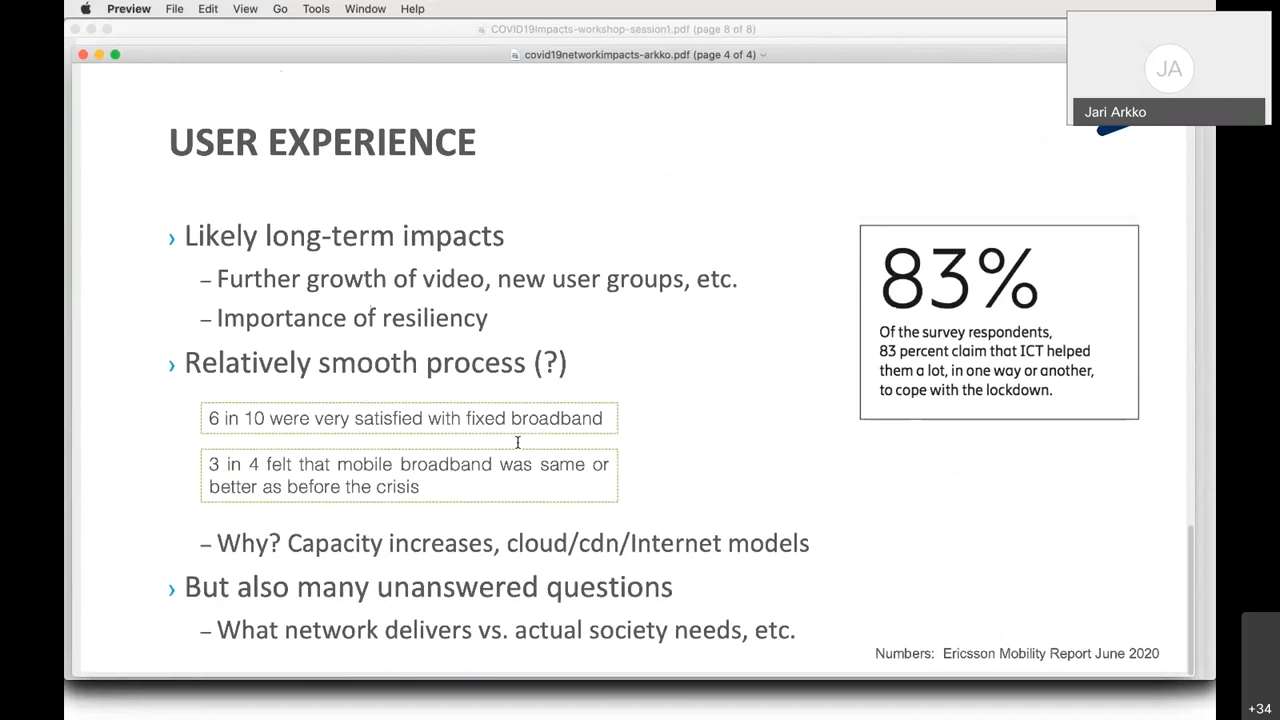 Preview File Edit View Go Tools Window Help
COVID19Impacts-workshop-session1.pdf (page 8 of 8)
covid19networkimpacts-arkko.pdf (page 4 of 4)
JA
Jari Arkko
USER EXPERIENCE
› Likely long-term impacts
– Further growth of video, new user groups, etc.
– Importance of resiliency
› Relatively smooth process (?)
6 in 10 were very satisfied with fixed broadband
3 in 4 felt that mobile broadband was same or
better as before the crisis
– Why? Capacity increases, cloud/cdn/Internet models
› But also many unanswered questions
– What network delivers vs. actual society needs, etc.
83%
Of the survey respondents,
83 percent claim that ICT helped
them a lot, in one way or another,
to cope with the lockdown.
Numbers: Ericsson Mobility Report June 2020
+34